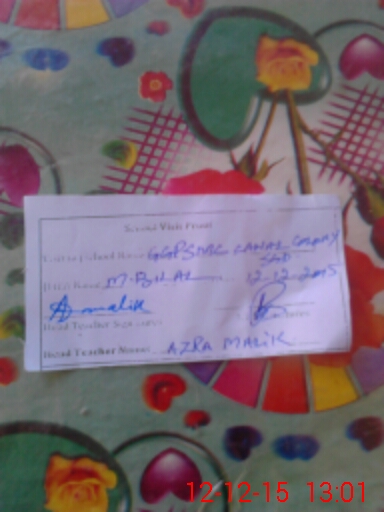 Second Visit Proof
GGPS MC CANAL COLONY
SGD
M. BILAL 12-12-2015
A malik
Head Teacher Signature
Head Teacher Name: AZRA MALIK
12-12-15 13:01